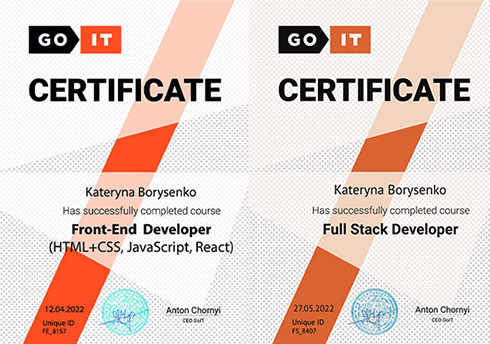 GO IT
CERTIFICATE
Kateryna Borysenko
Has successfully completed course
Front-End Developer
(HTML+CSS, JavaScript, React)
12.04.2022
Unique ID
FE_8157
Anton Chornyi
CEO GoIT
GO IT
CERTIFICATE
Kateryna Borysenko
Has successfully completed course
Full Stack Developer
27.05.2022
Unique ID
FS_8407
Anton Chornyi
CEO GoIT